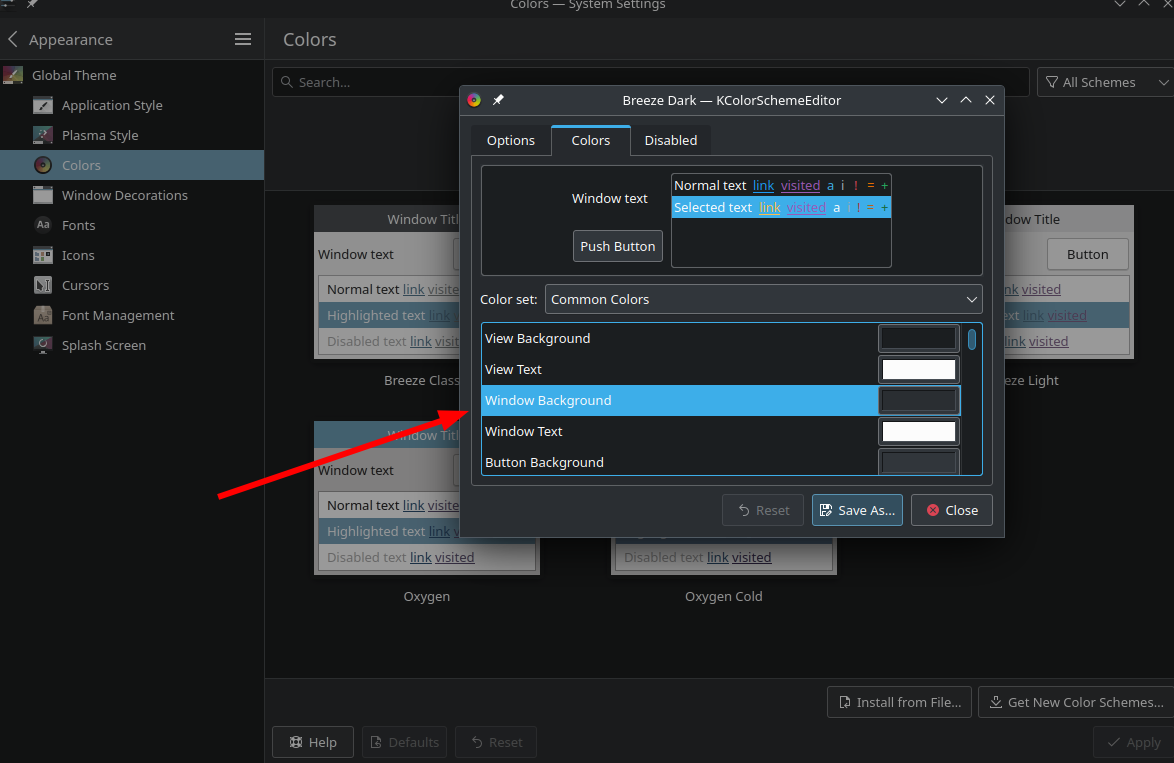 Colors — System Settings
Appearance
Colors
Global Theme
Application Style
Plasma Style
Colors
Window Decorations
Fonts
Icons
Cursors
Font Management
Splash Screen
Search...
All Schemes
Breeze Dark — KColorSchemeEditor
Options
Colors
Disabled
Window text
Normal text link visited a i ! = +
Selected text link visited a i ! = +
Push Button
Color set:
Common Colors
View Background
View Text
Window Background
Window Text
Button Background
Reset
Save As...
Close
Window Titl
Window text
Normal text link visite
Highlighted text link v
Disabled text link visit
Breeze Class
dow Title
Button
nk visited
ext link visited
link visited
eze Light
Window Titl
Window text
Normal text link visite
Highlighted text link v
Disabled text link visited
Oxygen
Disabled text link visited
Oxygen Cold
Install from File...
Get New Color Schemes...
Help
Defaults
Reset
Apply